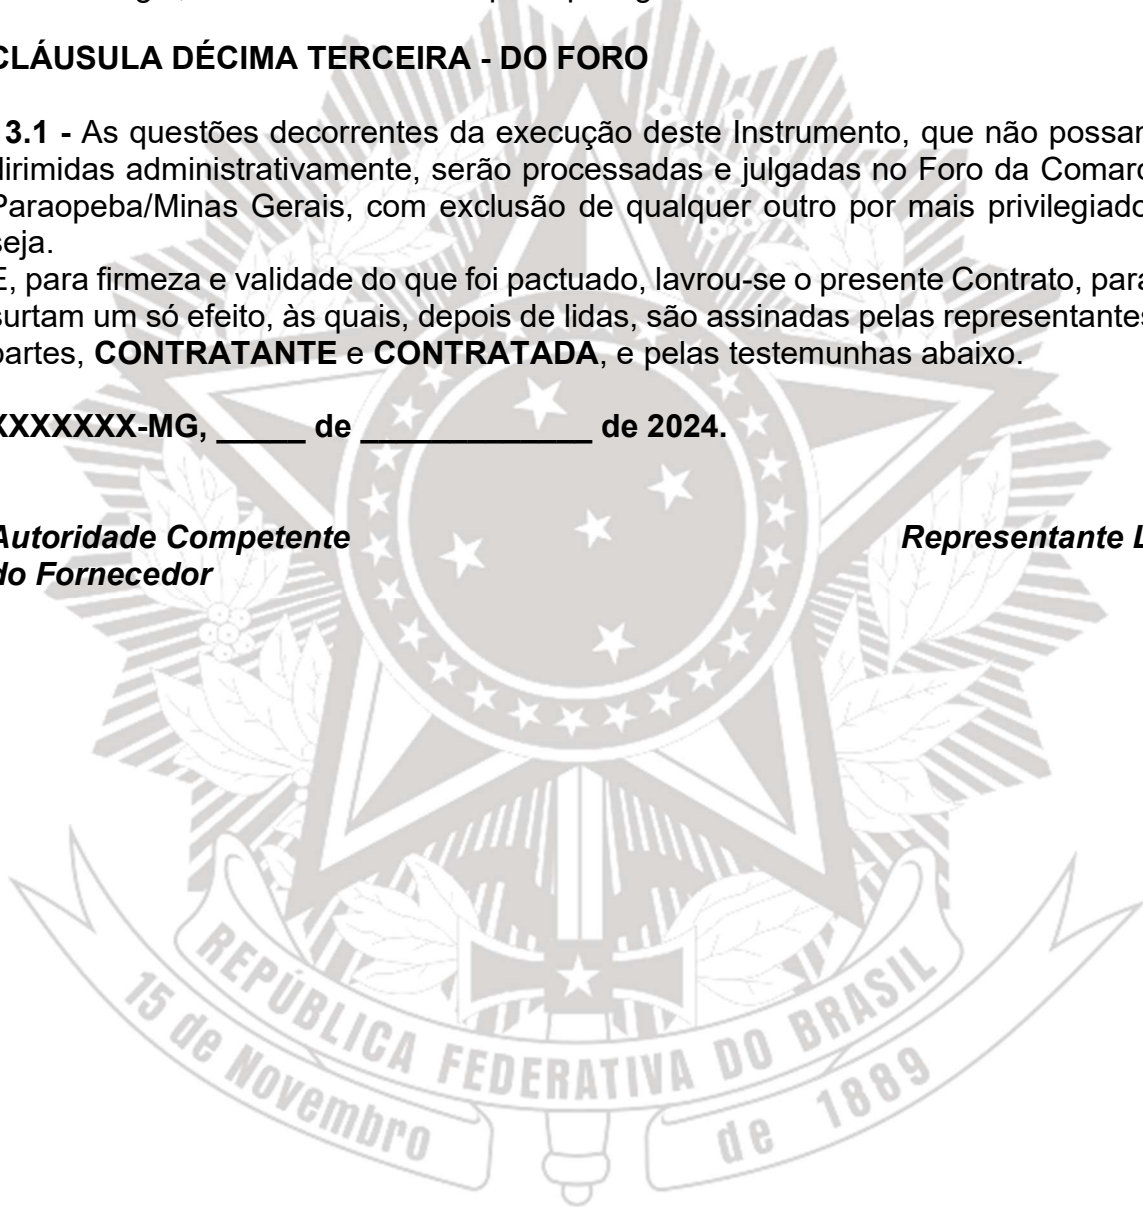 CLÁUSULA DÉCIMA TERCEIRA - DO FORO
3.1 - As questões decorrentes da execução deste Instrumento, que não possam
dirimidas administrativamente, serão processadas e julgadas no Foro da Comarc
Paraopeba/Minas Gerais, com exclusão de qualquer outro por mais privilegiado
seja.
E, para firmeza e validade do que foi pactuado, lavrou-se o presente Contrato, para
surtam um só efeito, às quais, depois de lidas, são assinadas pelas representantes
partes, CONTRATANTE e CONTRATADA, e pelas testemunhas abaixo.
XXXXXXX-MG, _____ de _____________ de 2024.
Autoridade Competente Representante L
do Fornecedor
REPÚBLICA FEDERATIVA DO BRASIL
15 de Novembro de 1889